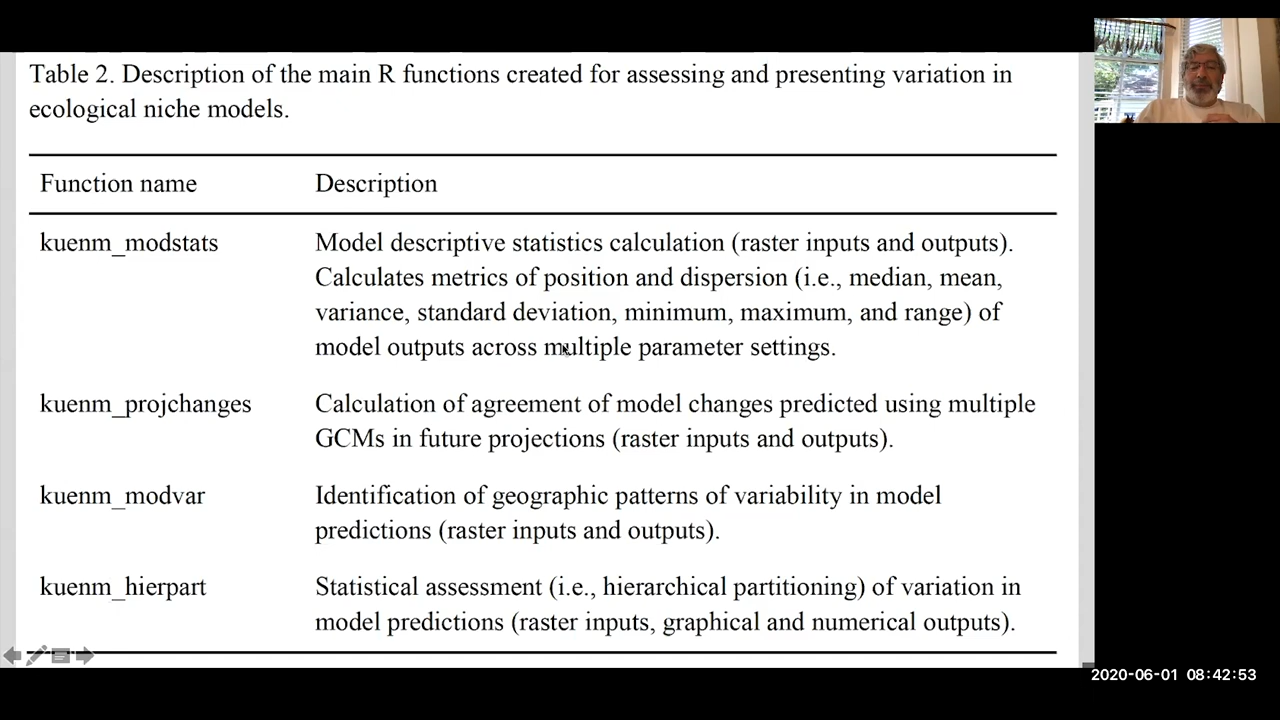 Table 2. Description of the main R functions created for assessing and presenting variation in
ecological niche models.
Function name Description
kuenm_modstats Model descriptive statistics calculation (raster inputs and outputs).
Calculates metrics of position and dispersion (i.e., median, mean,
variance, standard deviation, minimum, maximum, and range) of
model outputs across multiple parameter settings.
kuenm_projchanges Calculation of agreement of model changes predicted using multiple
GCMs in future projections (raster inputs and outputs).
kuenm_modvar Identification of geographic patterns of variability in model
predictions (raster inputs and outputs).
kuenm_hierpart Statistical assessment (i.e., hierarchical partitioning) of variation in
model predictions (raster inputs, graphical and numerical outputs).
2020-06-01 08:42:53